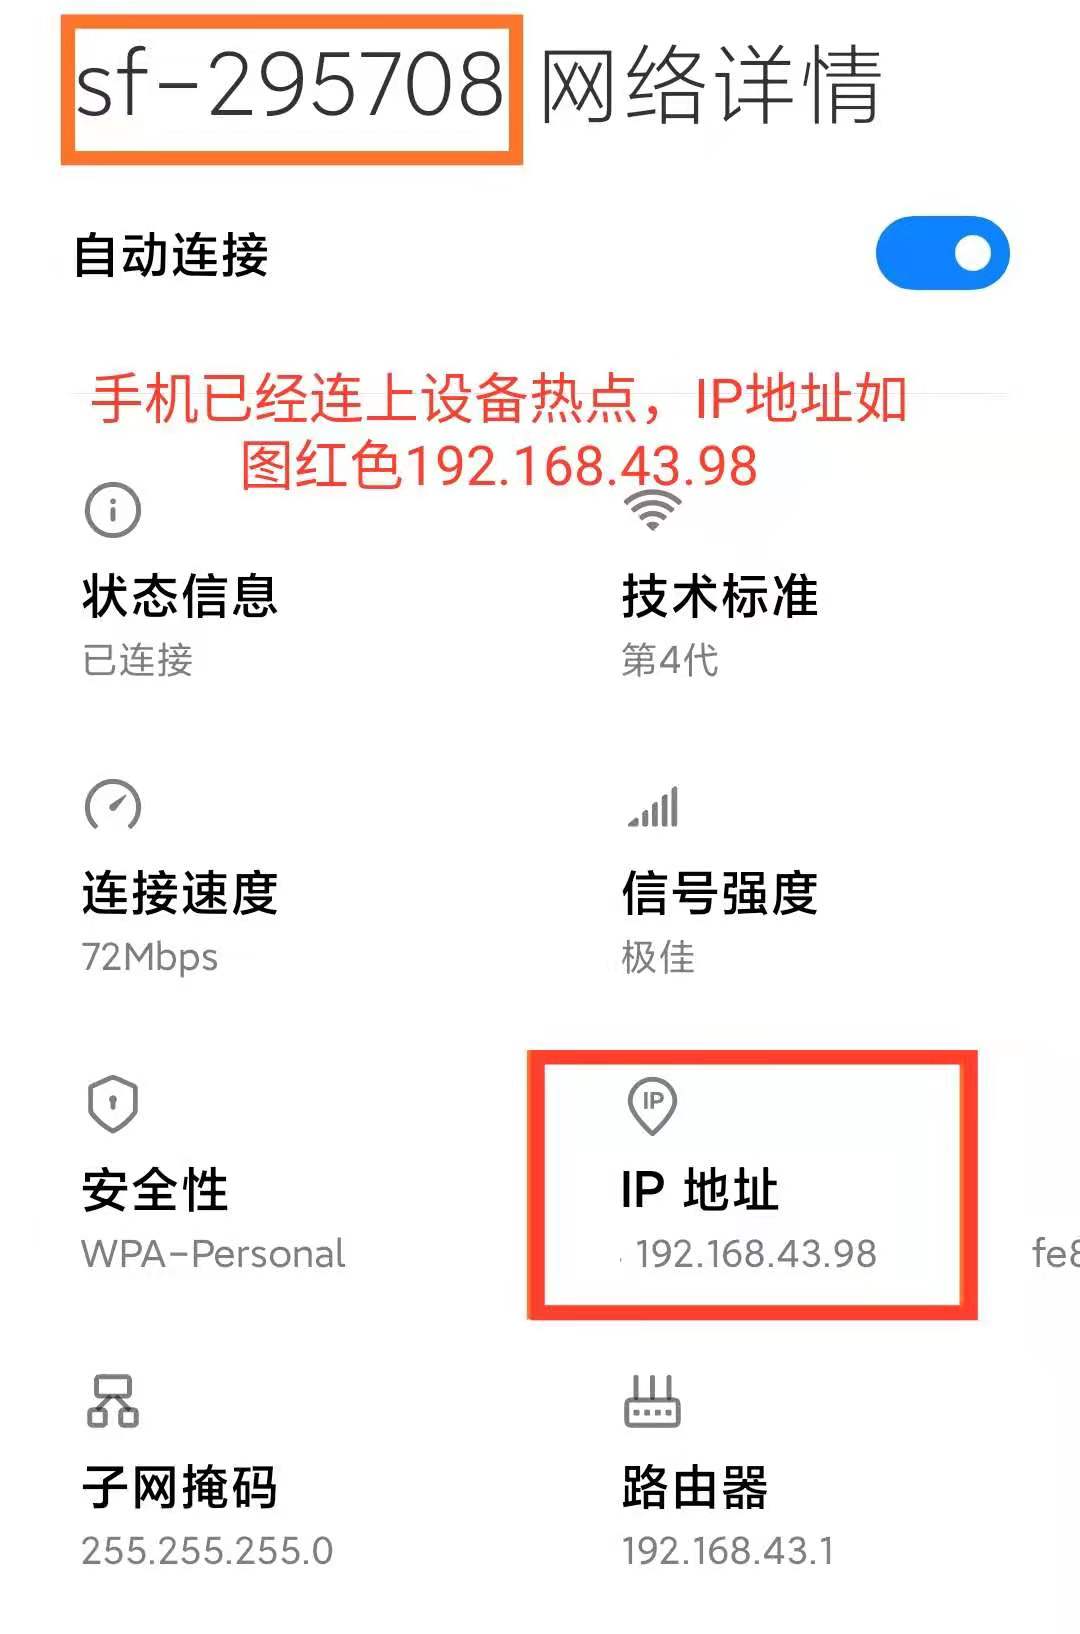 sf-295708 网络详情
自动连接
手机已经连上设备热点，IP地址如
图红色192.168.43.98
状态信息
已连接
技术标准
第4代
连接速度
72Mbps
信号强度
极佳
安全性
WPA-Personal
IP
IP 地址
192.168.43.98
fe8
子网掩码
255.255.255.0
路由器
192.168.43.1